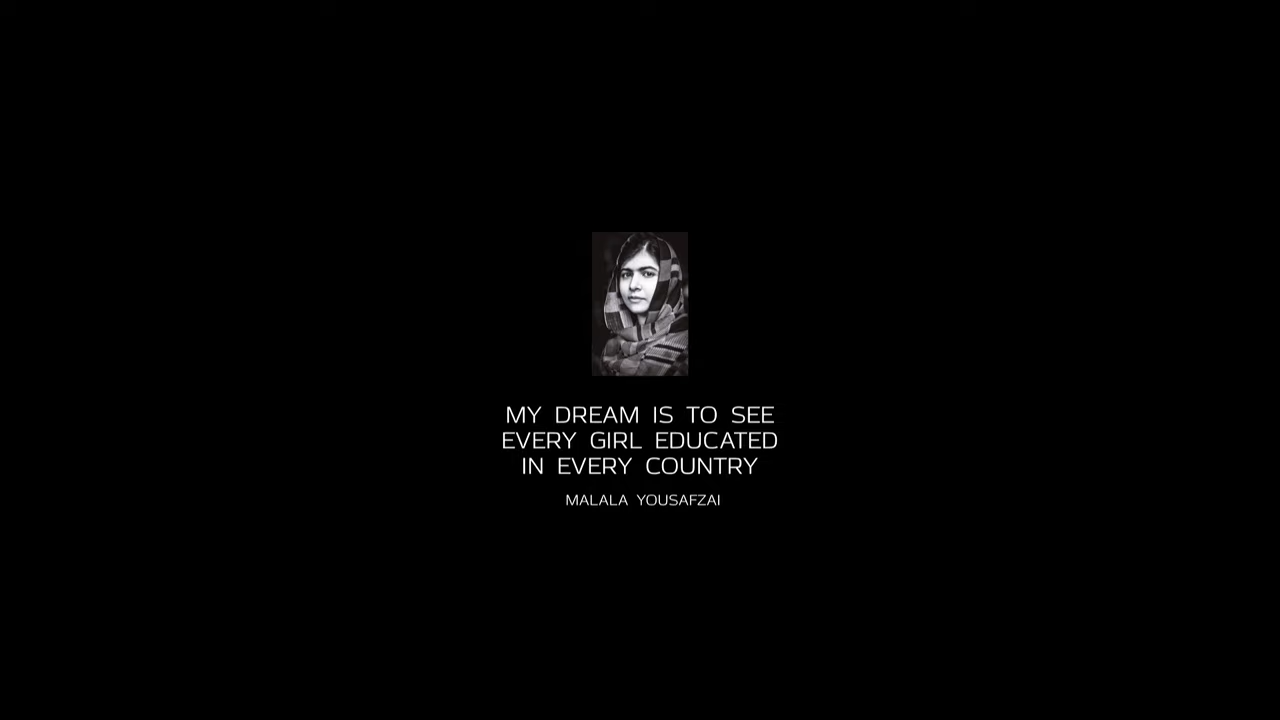 MY DREAM IS TO SEE
EVERY GIRL EDUCATED
IN EVERY COUNTRY
MALALA YOUSAFZAI